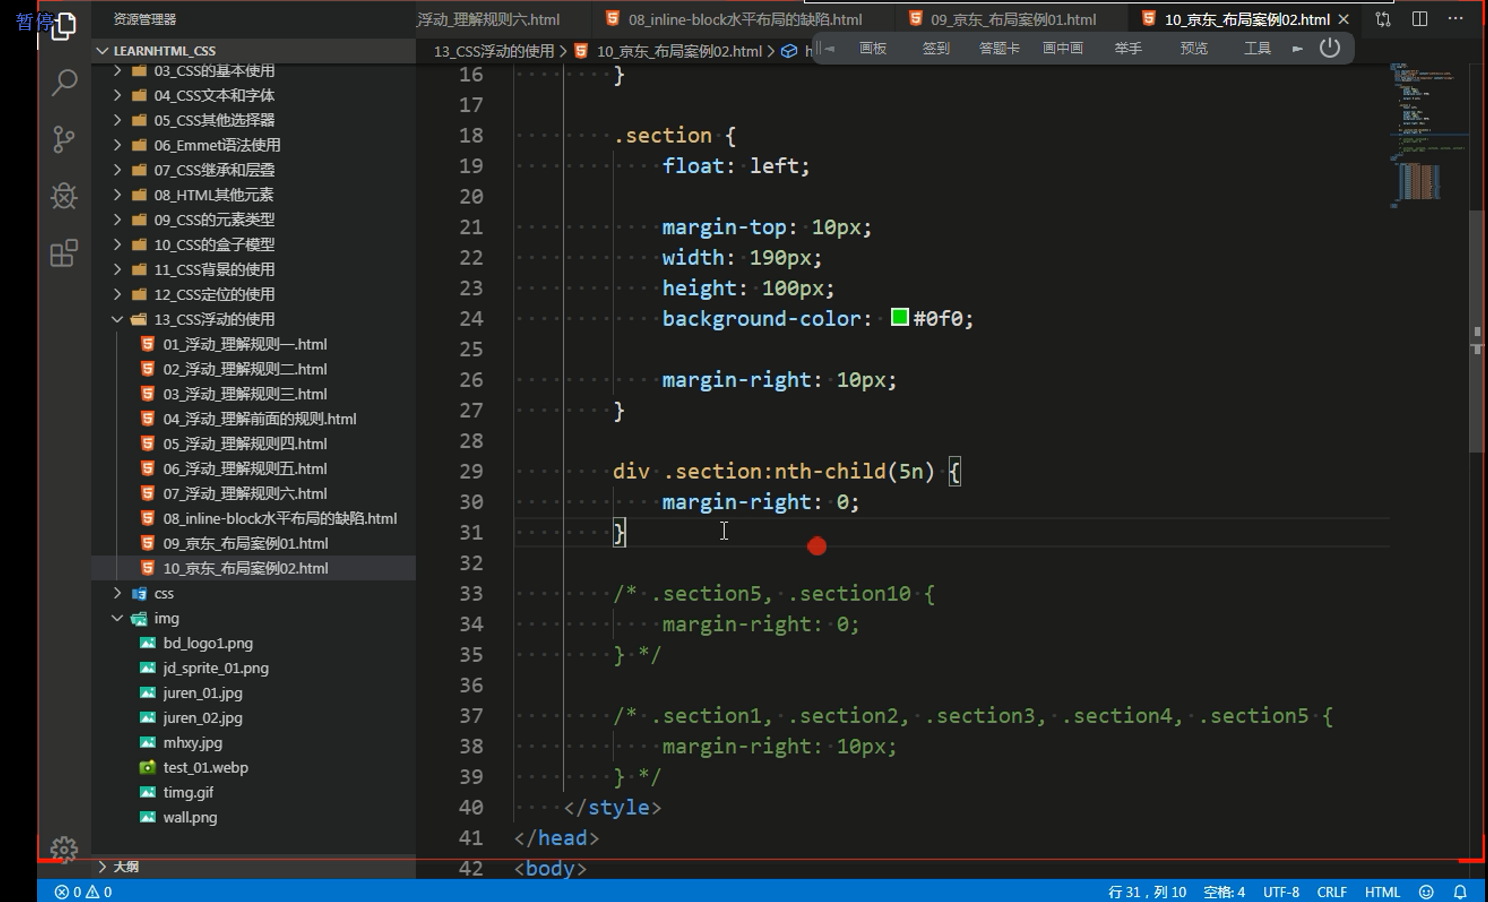 暂停
资源管理器
浮动_理解规则六.html
08_inline-block水平布局的缺陷.html
09_京东_布局案例01.html
10_京东_布局案例02.html
LEARNHTML_CSS
13_CSS浮动的使用 > 10_京东_布局案例02.html > h
画板 签到 答题卡 画中画 举手 预览 工具
03_CSS的基本使用
04_CSS文本和字体
05_CSS其他选择器
06_Emmet语法使用
07_CSS继承和层叠
08_HTML其他元素
09_CSS的元素类型
10_CSS的盒子模型
11_CSS背景的使用
12_CSS定位的使用
13_CSS浮动的使用
01_浮动_理解规则一.html
02_浮动_理解规则二.html
03_浮动_理解规则三.html
04_浮动_理解前面的规则.html
05_浮动_理解规则四.html
06_浮动_理解规则五.html
07_浮动_理解规则六.html
08_inline-block水平布局的缺陷.html
09_京东_布局案例01.html
10_京东_布局案例02.html
css
img
bd_logo1.png
jd_sprite_01.png
juren_01.jpg
juren_02.jpg
mhxy.jpg
test_01.webp
timg.gif
wall.png
大纲
16 }
17
18 .section {
19 float: left;
20
21 margin-top: 10px;
22 width: 190px;
23 height: 100px;
24 background-color: #0f0;
25
26 margin-right: 10px;
27 }
28
29 div .section:nth-child(5n) {
30 margin-right: 0;
31 }
32
33 /* .section5, .section10 {
34 margin-right: 0;
35 } */
36
37 /* .section1, .section2, .section3, .section4, .section5 {
38 margin-right: 10px;
39 } */
40 </style>
41 </head>
42 <body>
0 0
行 31，列 10 空格: 4 UTF-8 CRLF HTML